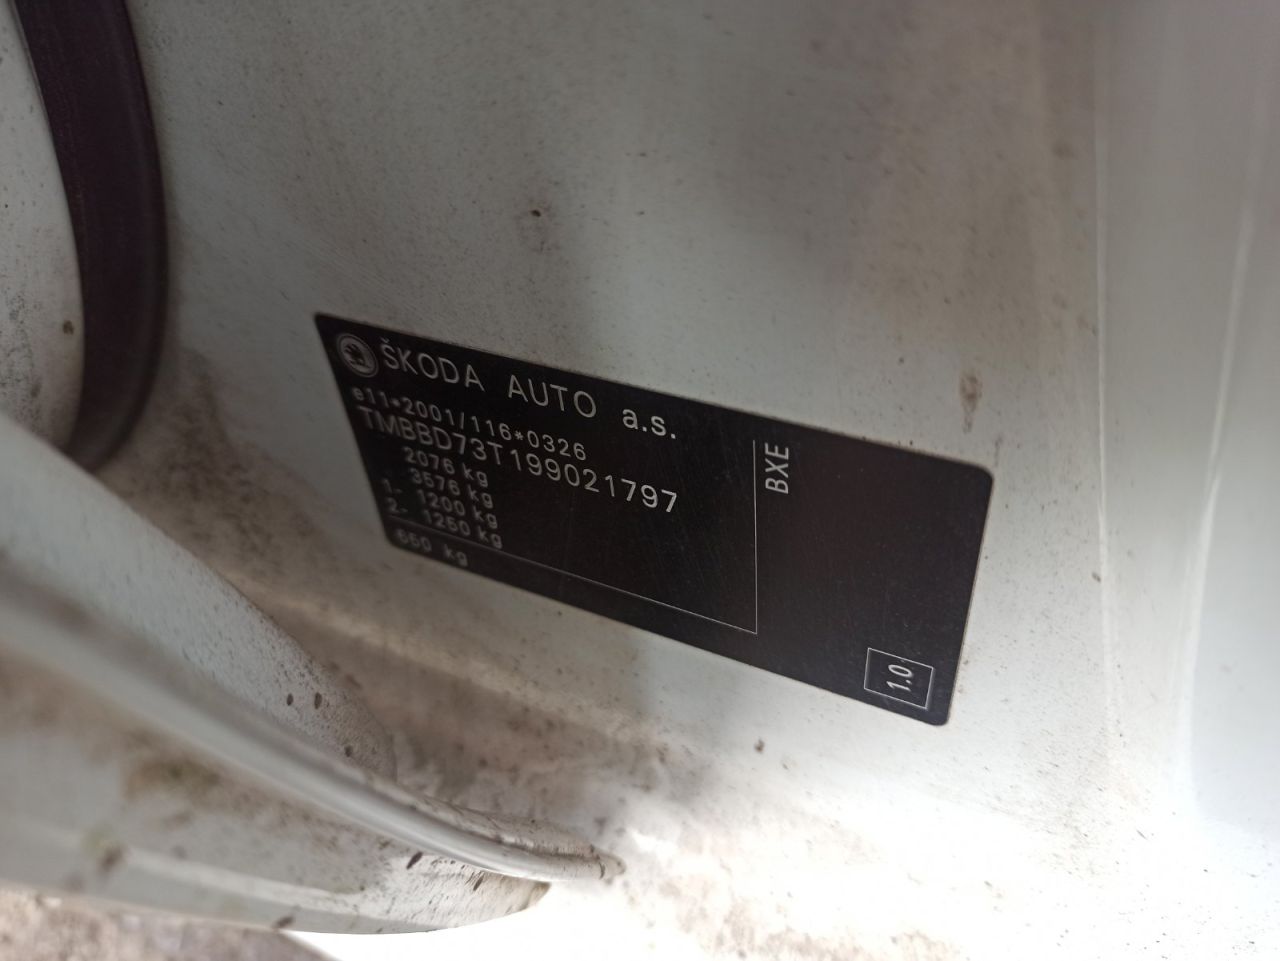 ŠKODA AUTO a.s.
e11*2001/116*0326
TMBBD73T199021797
2076 kg
3576 kg
1.- 1200 kg
2.- 1250 kg
650 kg
BXE
1.0